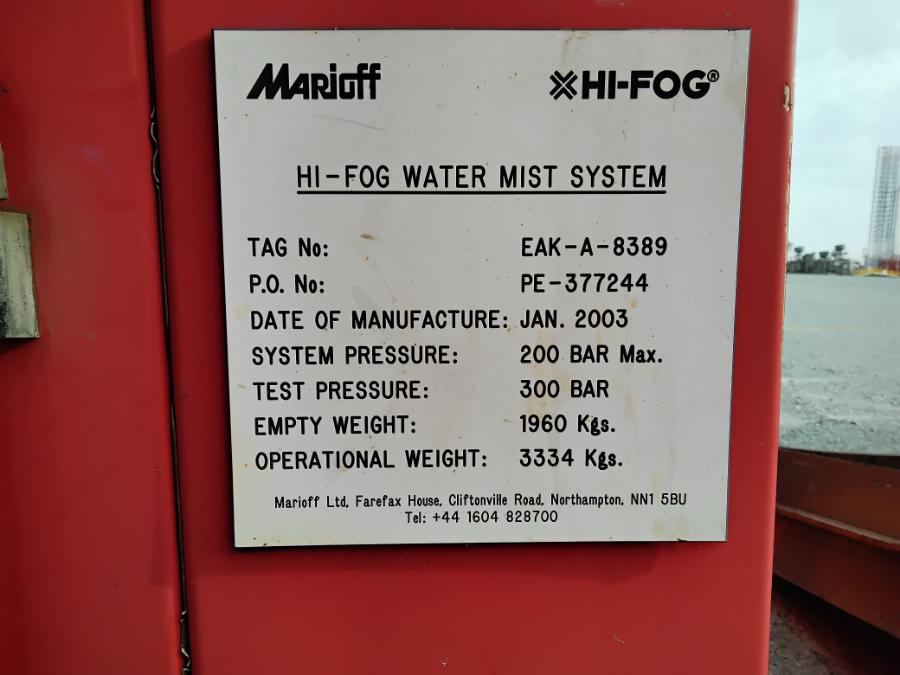 MARIOFF
HI-FOG®
HI-FOG WATER MIST SYSTEM
TAG No: EAK-A-8389
P.O. No: PE-377244
DATE OF MANUFACTURE: JAN. 2003
SYSTEM PRESSURE: 200 BAR Max.
TEST PRESSURE: 300 BAR
EMPTY WEIGHT: 1960 Kgs.
OPERATIONAL WEIGHT: 3334 Kgs.
Marioff Ltd, Farefax House, Cliftonville Road, Northampton, NN1 5BU
Tel: +44 1604 828700